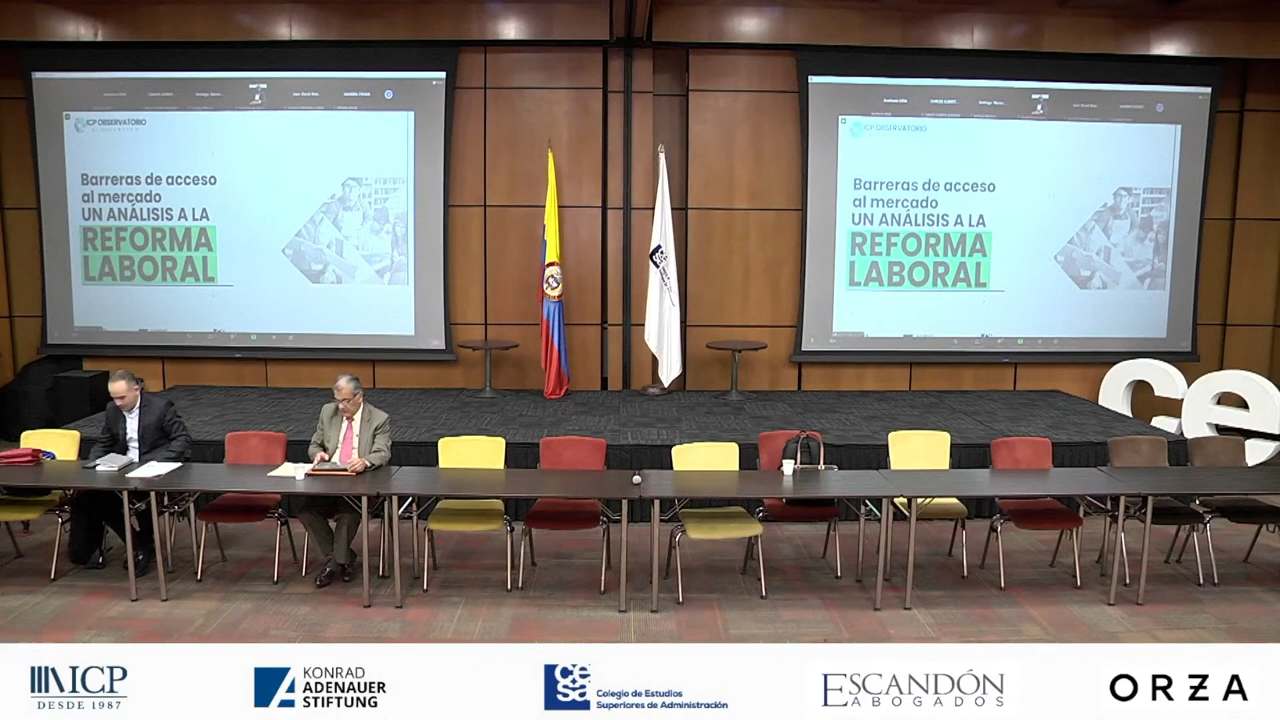 ICP OBSERVATORIO
Barreras de acceso
al mercado
UN ANÁLISIS A LA
REFORMA
LABORAL
ICP OBSERVATORIO
Barreras de acceso
al mercado
UN ANÁLISIS A LA
REFORMA
LABORAL
ce
ICP
DESDE 1987
KONRAD
ADENAUER
STIFTUNG
ce
sa
Colegio de Estudios
Superiores de Administración
ESCANDÓN
ABOGADOS
ORZA